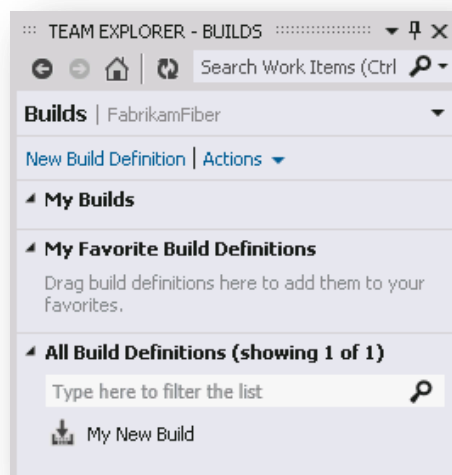 TEAM EXPLORER - BUILDS
Search Work Items (Ctrl
Builds | FabrikamFiber
New Build Definition | Actions
My Builds
My Favorite Build Definitions
Drag build definitions here to add them to your
favorites.
All Build Definitions (showing 1 of 1)
Type here to filter the list
My New Build